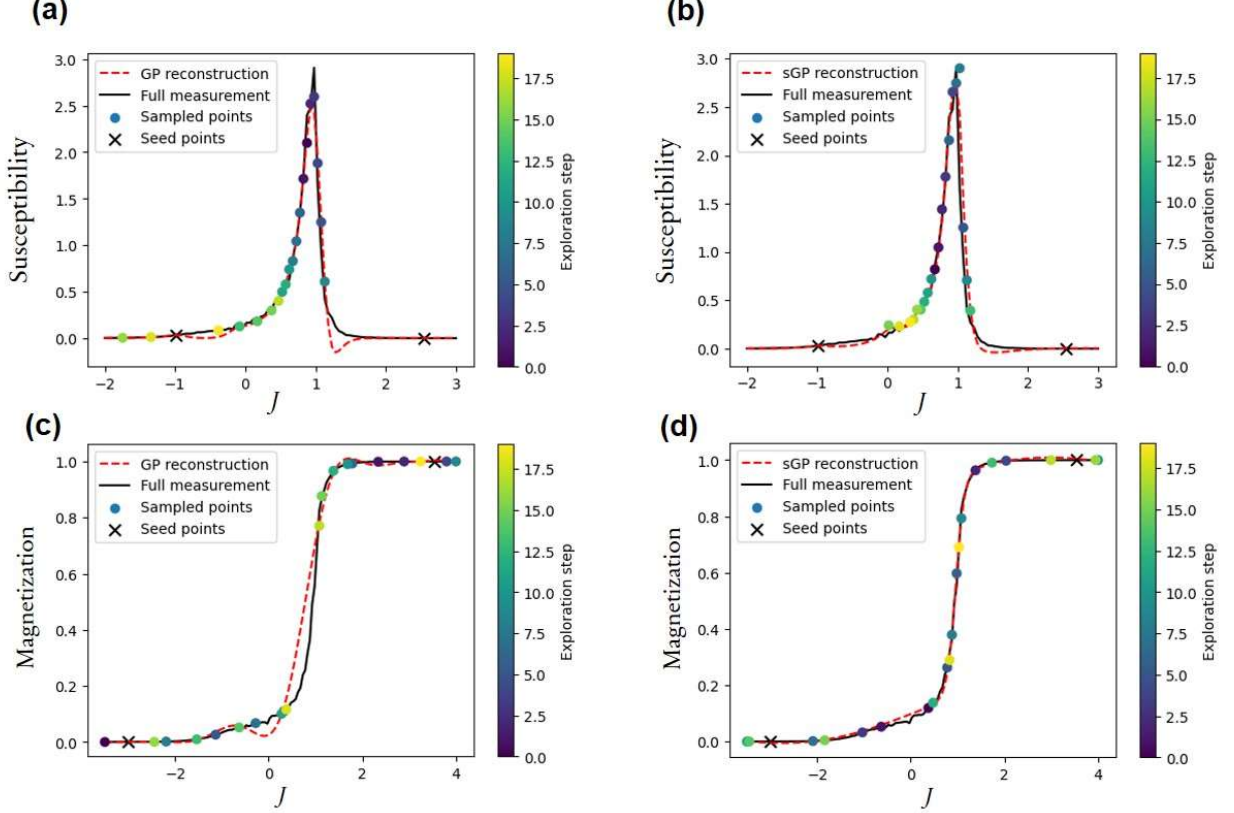 (a)
3.0
2.5
2.0
1.5
1.0
0.5
0.0
Susceptibility
GP reconstruction
Full measurement
Sampled points
Seed points
−2 −1 0 1 2 3
J
17.5
15.0
12.5
10.0
7.5
5.0
2.5
0.0
Exploration step
(b)
3.0
2.5
2.0
1.5
1.0
0.5
0.0
Susceptibility
sGP reconstruction
Full measurement
Sampled points
Seed points
−2 −1 0 1 2 3
J
17.5
15.0
12.5
10.0
7.5
5.0
2.5
0.0
Exploration step
(c)
1.0
0.8
0.6
0.4
0.2
0.0
Magnetization
GP reconstruction
Full measurement
Sampled points
Seed points
−2 0 2 4
J
17.5
15.0
12.5
10.0
7.5
5.0
2.5
0.0
Exploration step
(d)
1.0
0.8
0.6
0.4
0.2
0.0
Magnetization
sGP reconstruction
Full measurement
Sampled points
Seed points
−2 0 2 4
J
17.5
15.0
12.5
10.0
7.5
5.0
2.5
0.0
Exploration step